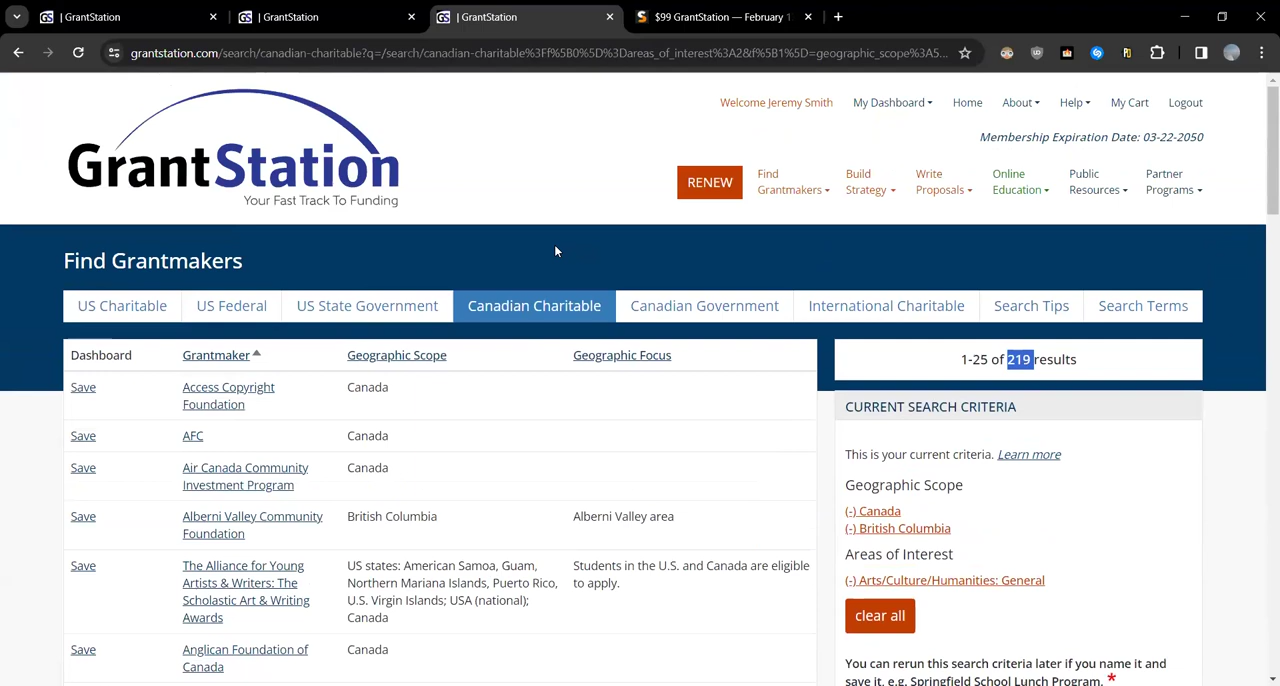 | GrantStation
| GrantStation
| GrantStation
$99 GrantStation — February 1
grantstation.com/search/canadian-charitable?q=/search/canadian-charitable%3Ff%5B0%5D%3Dareas_of_interest%3A2&f%5B1%5D=geographic_scope%3A5...
GrantStation
Your Fast Track To Funding
Welcome Jeremy Smith
My Dashboard
Home
About
Help
My Cart
Logout
Membership Expiration Date: 03-22-2050
RENEW
Find
Grantmakers
Build
Strategy
Write
Proposals
Online
Education
Public
Resources
Partner
Programs
Find Grantmakers
US Charitable
US Federal
US State Government
Canadian Charitable
Canadian Government
International Charitable
Search Tips
Search Terms
Dashboard Grantmaker Geographic Scope Geographic Focus
Save Access Copyright Canada
Foundation
Save AFC Canada
Save Air Canada Community Canada
Investment Program
Save Alberni Valley Community British Columbia Alberni Valley area
Foundation
Save The Alliance for Young US states: American Samoa, Guam, Students in the U.S. and Canada are eligible
Artists & Writers: The Northern Mariana Islands, Puerto Rico, to apply.
Scholastic Art & Writing U.S. Virgin Islands; USA (national);
Awards Canada
Save Anglican Foundation of Canada
Canada
1-25 of 219 results
CURRENT SEARCH CRITERIA
This is your current criteria. Learn more
Geographic Scope
(-) Canada
(-) British Columbia
Areas of Interest
(-) Arts/Culture/Humanities: General
clear all
You can rerun this search criteria later if you name it and
save it, e.g. Springfield School Lunch Program. *